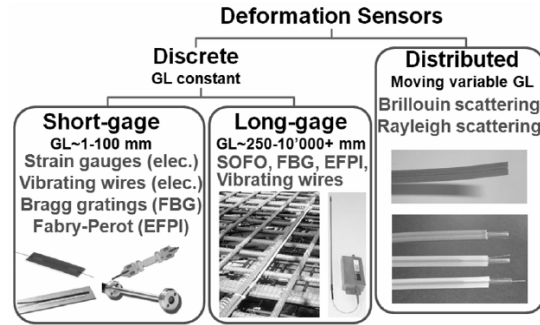 Deformation Sensors
Discrete
GL constant
Short-gage
GL~1-100 mm
Strain gauges (elec.)
Vibrating wires (elec.)
Bragg gratings (FBG)
Fabry-Perot (EFPI)
Long-gage
GL~250-10'000+ mm
SOFO, FBG, EFPI,
Vibrating wires
Distributed
Moving variable GL
Brillouin scattering
Rayleigh scattering